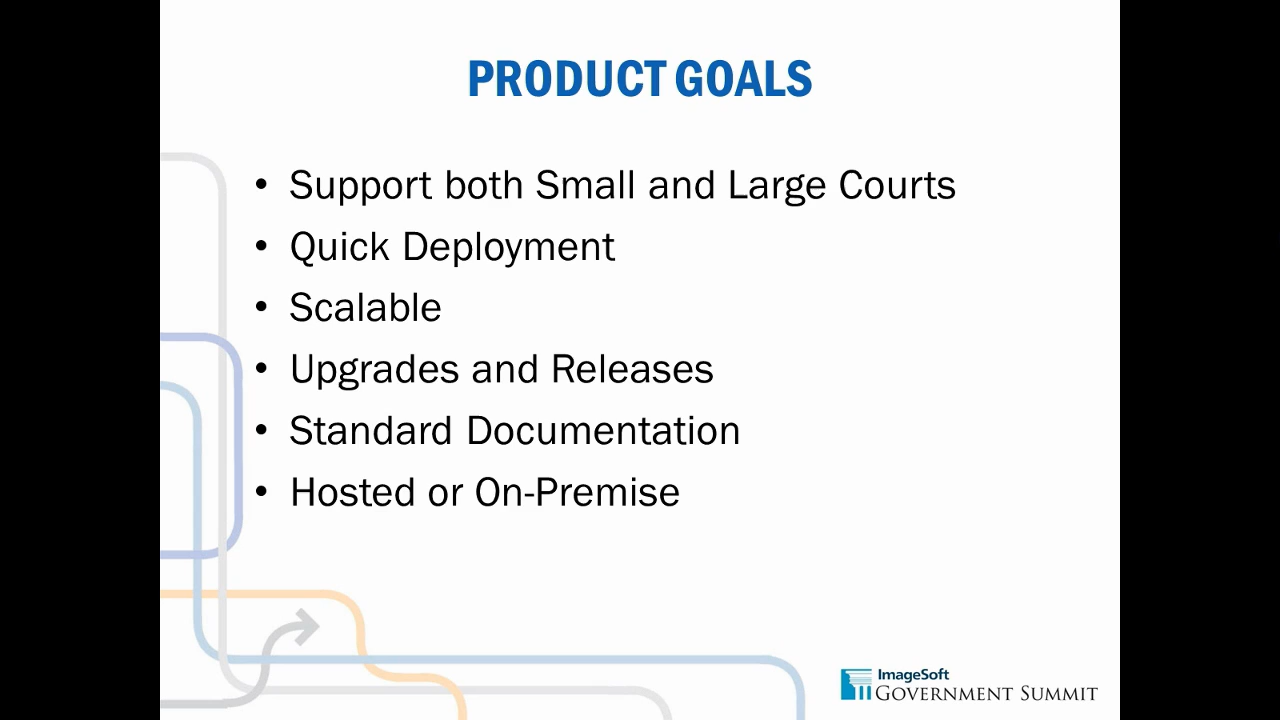 PRODUCT GOALS
• Support both Small and Large Courts
• Quick Deployment
• Scalable
• Upgrades and Releases
• Standard Documentation
• Hosted or On-Premise
ImageSoft
GOVERNMENT SUMMIT